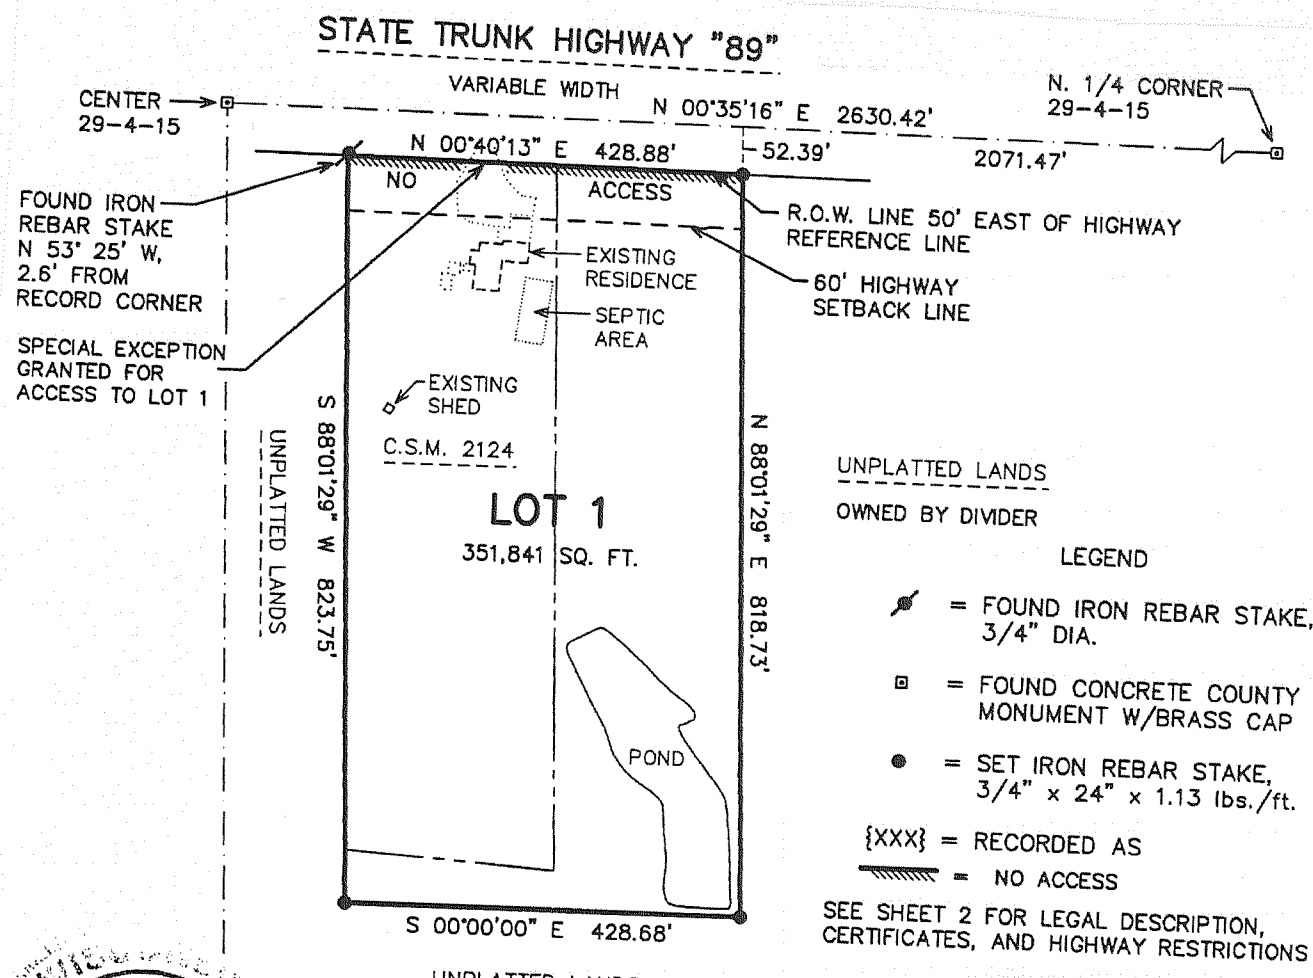 STATE TRUNK HIGHWAY "89"
VARIABLE WIDTH
N 00°35'16" E 2630.42'
CENTER
29-4-15
N. 1/4 CORNER
29-4-15
N 00°40'13" E 428.88'
52.39'
2071.47'
NO
ACCESS
FOUND IRON
REBAR STAKE
N 53° 25' W,
2.6' FROM
RECORD CORNER
R.O.W. LINE 50' EAST OF HIGHWAY
REFERENCE LINE
60' HIGHWAY
SETBACK LINE
EXISTING
RESIDENCE
SEPTIC
AREA
SPECIAL EXCEPTION
GRANTED FOR
ACCESS TO LOT 1
EXISTING
SHED
C.S.M. 2124
S 88°01'29" W 823.75'
UNPLATTED LANDS
LOT 1
351,841 SQ. FT.
N 88°01'29" E 818.73'
UNPLATTED LANDS
OWNED BY DIVIDER
POND
S 00°00'00" E 428.68'
LEGEND
= FOUND IRON REBAR STAKE,
3/4" DIA.
= FOUND CONCRETE COUNTY
MONUMENT W/BRASS CAP
= SET IRON REBAR STAKE,
3/4" x 24" x 1.13 lbs./ft.
{XXX} = RECORDED AS
= NO ACCESS
SEE SHEET 2 FOR LEGAL DESCRIPTION,
CERTIFICATES, AND HIGHWAY RESTRICTIONS
UNPLATTED LANDS